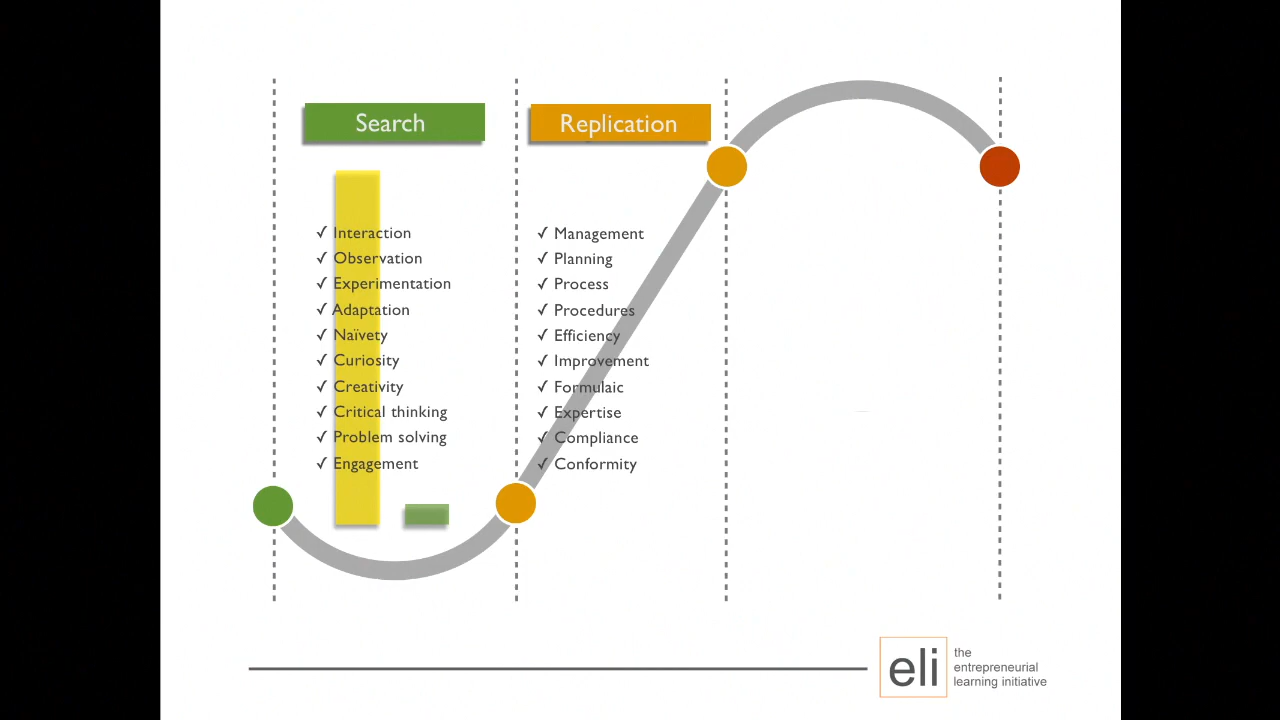 Search
✓ Interaction
✓ Observation
✓ Experimentation
✓ Adaptation
✓ Naïvety
✓ Curiosity
✓ Creativity
✓ Critical thinking
✓ Problem solving
✓ Engagement
Replication
✓ Management
✓ Planning
✓ Process
✓ Procedures
✓ Efficiency
✓ Improvement
✓ Formulaic
✓ Expertise
✓ Compliance
✓ Conformity
eli
the
entrepreneurial
learning initiative